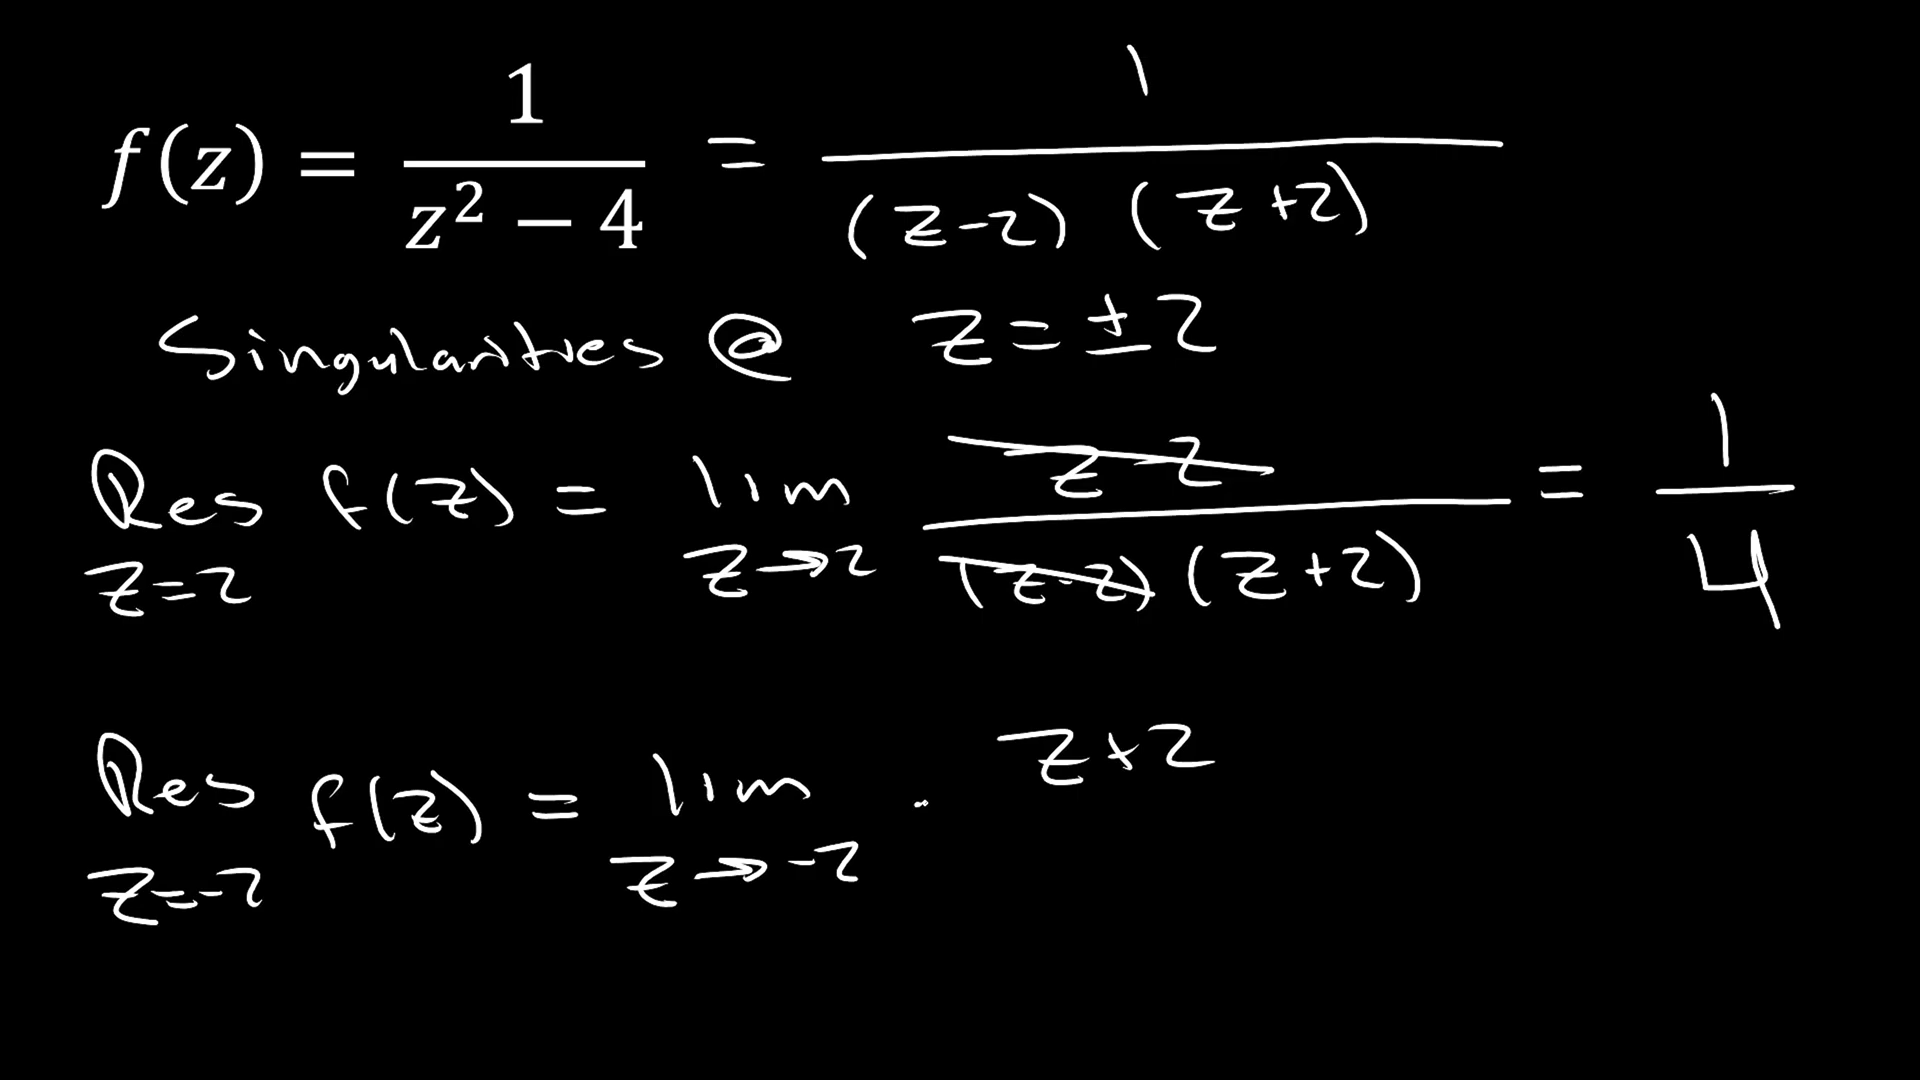 f(z) = 1/(z² − 4) = 1/((z-2)(z+2))
Singularities @ z = ±2
Res f(z) = lim z-2/((z-2)(z+2)) = 1/4
z=2 z→2
Res f(z) = lim z+2
z=-2 z→-2